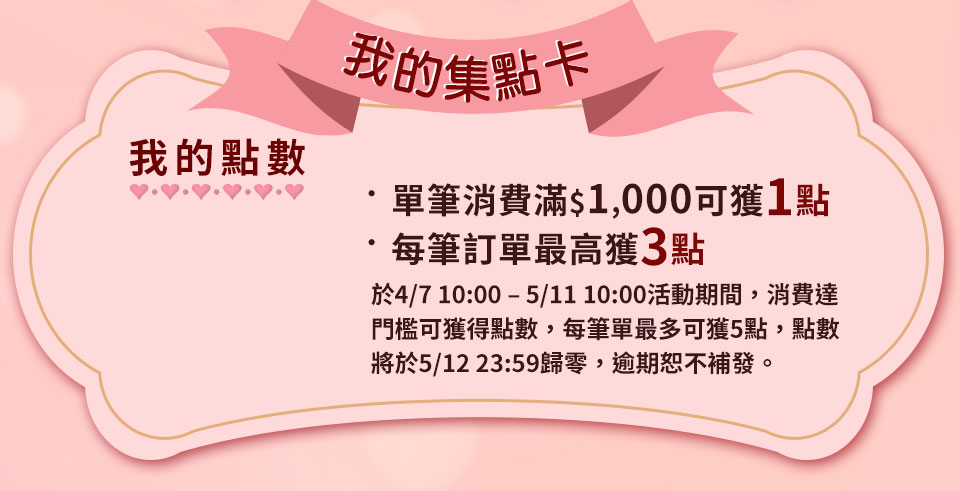 我的集點卡
我的點數
· 單筆消費滿$1,000可獲1點
· 每筆訂單最高獲3點
於4/7 10:00 – 5/11 10:00活動期間，消費達
門檻可獲得點數，每筆單最多可獲5點，點數
將於5/12 23:59歸零，逾期恕不補發。